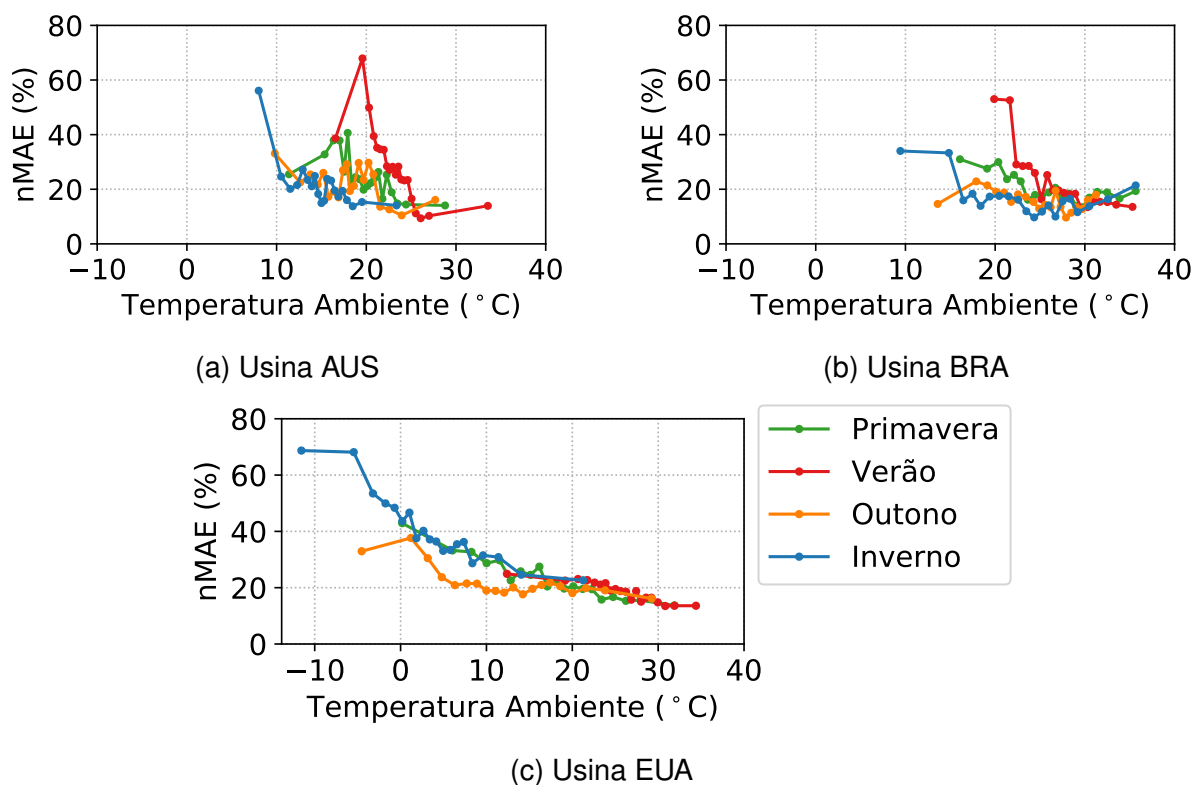 80
60
40
20
0
nMAE (%)
−10 0 10 20 30 40
Temperatura Ambiente (°C)
(a) Usina AUS
80
60
40
20
0
nMAE (%)
−10 0 10 20 30 40
Temperatura Ambiente (°C)
(b) Usina BRA
80
60
40
20
0
nMAE (%)
−10 0 10 20 30 40
Temperatura Ambiente (°C)
Primavera
Verão
Outono
Inverno
(c) Usina EUA